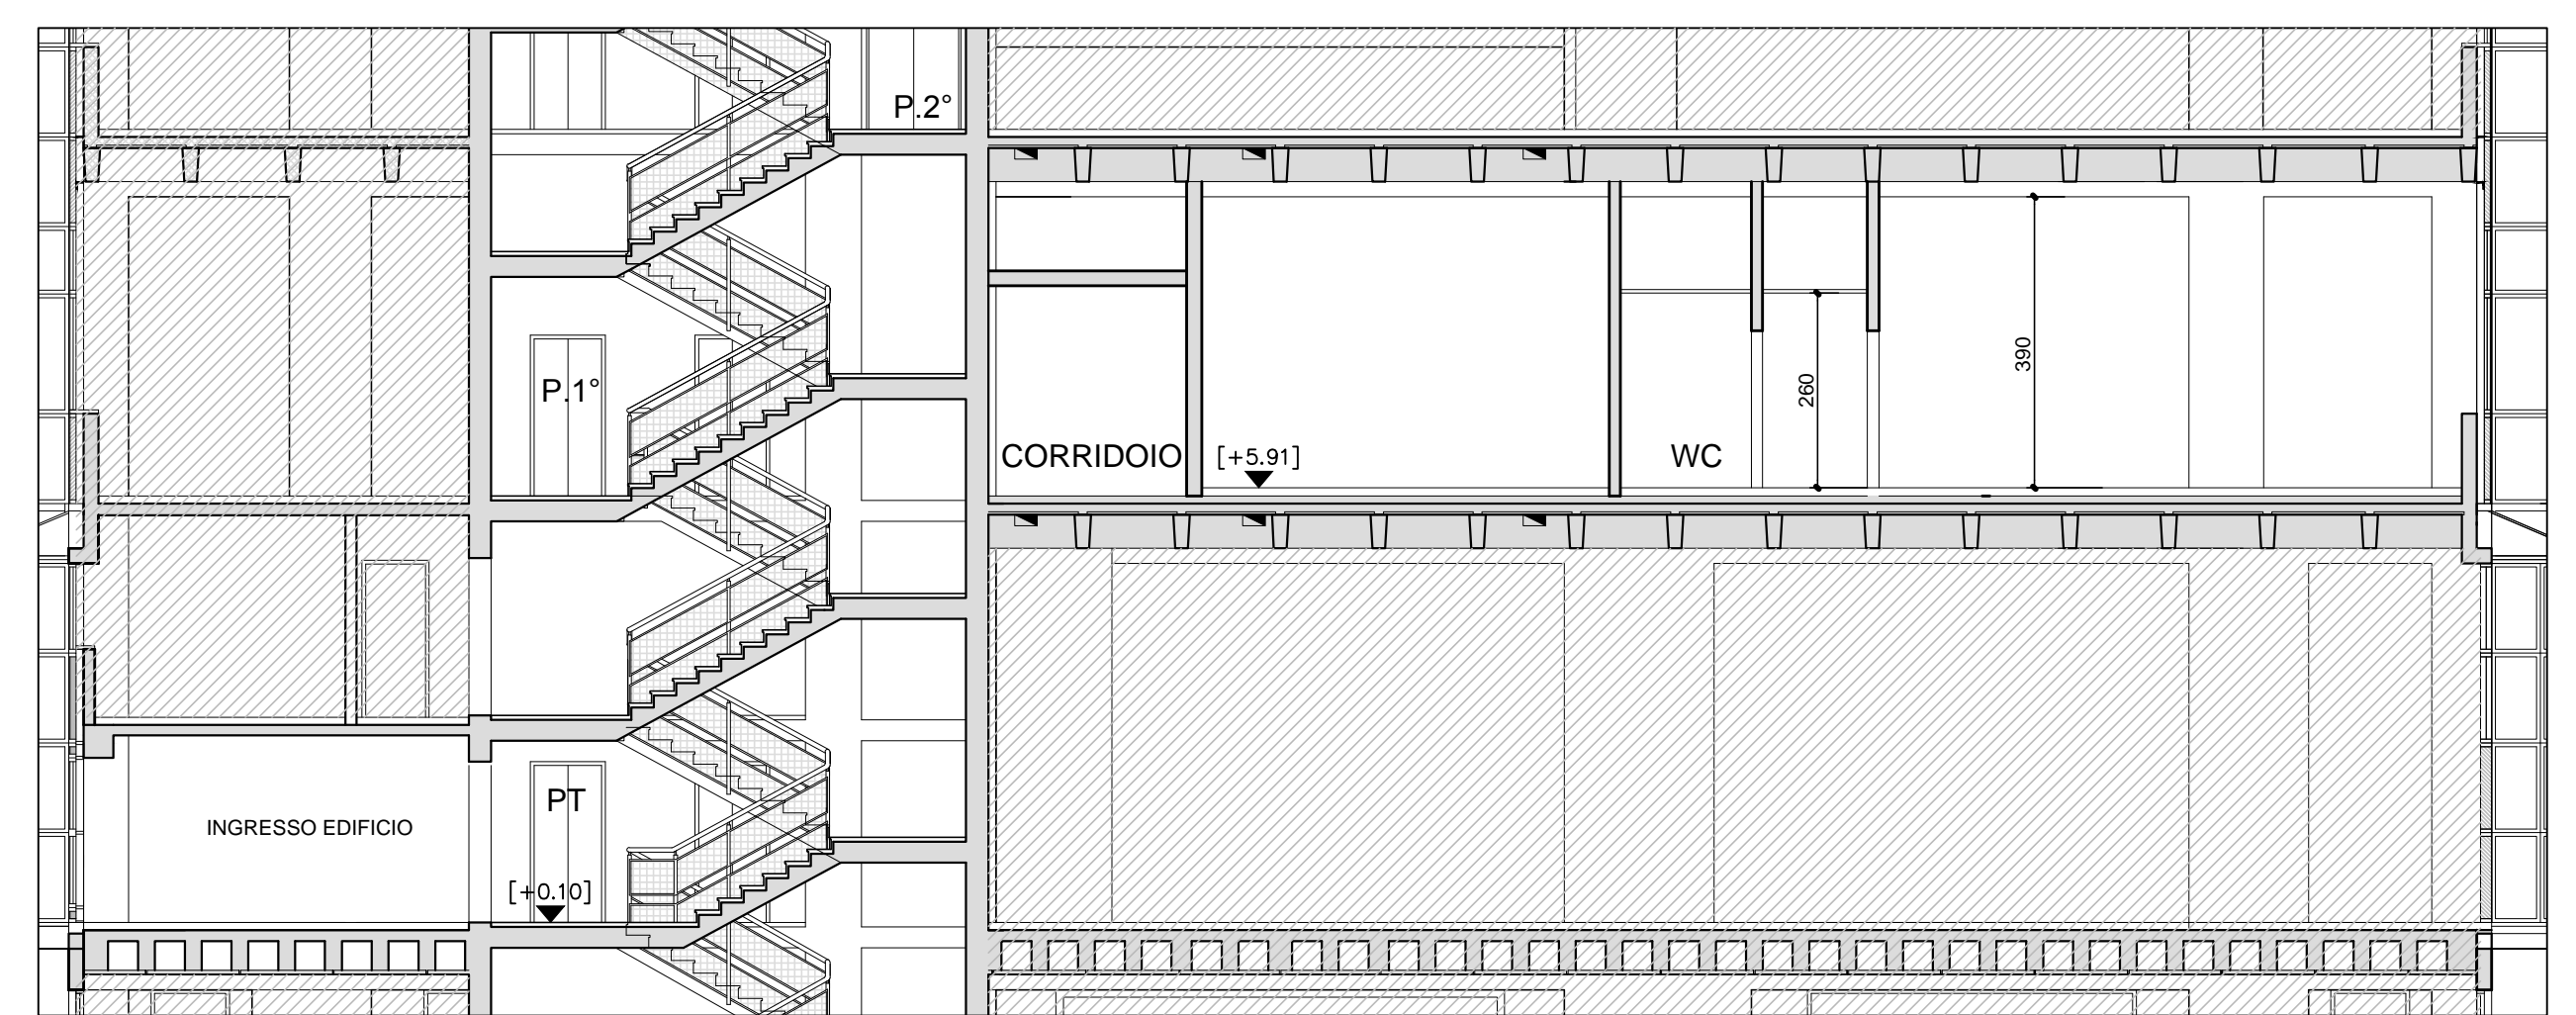 P.2°
P.1°
390
260
CORRIDOIO
[+5.91]
WC
PT
INGRESSO EDIFICIO
[+0.10]